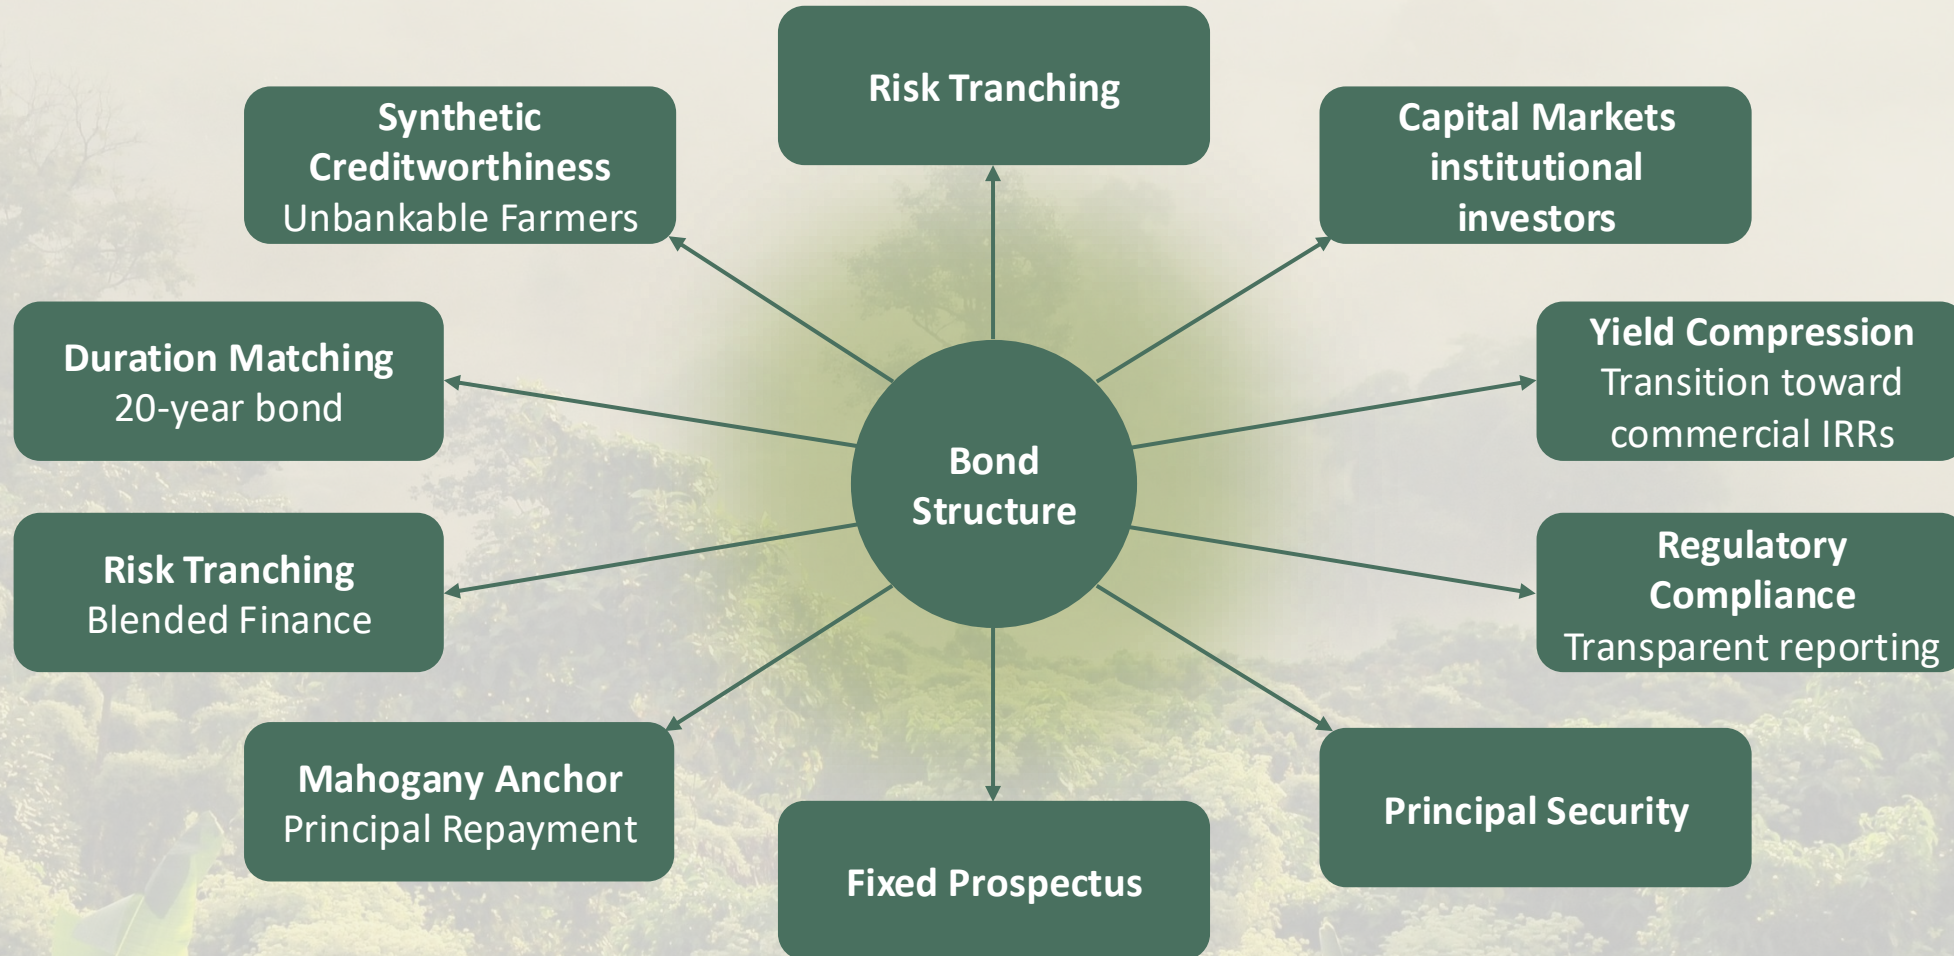 Risk Tranching
Synthetic
Creditworthiness
Unbankable Farmers
Capital Markets
institutional
investors
Duration Matching
20-year bond
Yield Compression
Transition toward
commercial IRRs
Bond
Structure
Risk Tranching
Blended Finance
Regulatory
Compliance
Transparent reporting
Mahogany Anchor
Principal Repayment
Principal Security
Fixed Prospectus